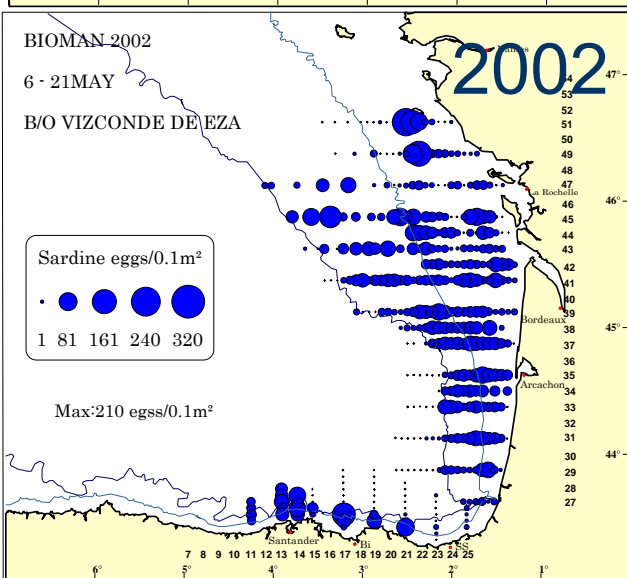 BIOMAN 2002
6 - 21MAY
B/O VIZCONDE DE EZA
2002
Nantes
47°
54
53
52
51
50
49
48
47
La Rochelle
46°
46
45
44
43
42
41
40
39
Bordeaux
38
45°
37
36
35
Arcachon
34
33
32
31
30
44°
29
28
27
Sardine eggs/0.1m²
1 81 161 240 320
Max:210 egss/0.1m²
Santander
Bi
SS
7 8 9 10 11 12 13 14 15 16 17 18 19 20 21 22 23 24 25
6° 5° 4° 3° 2°